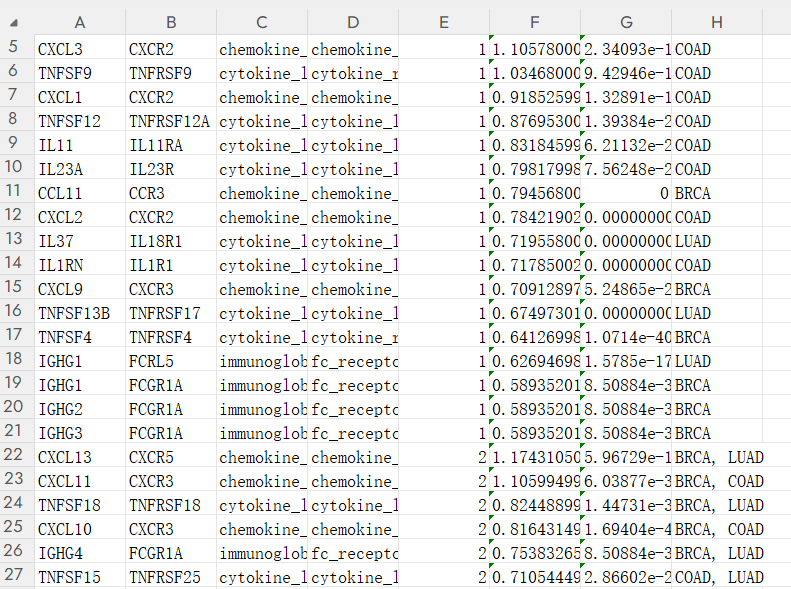 A B C D E F G H
5 CXCL3 CXCR2 chemokine_ chemokine_ 1 1.10578000 2.34093e-1 COAD
6 TNFSF9 TNFRSF9 cytokine_l cytokine_r 1 1.03468000 9.42946e-1 COAD
7 CXCL1 CXCR2 chemokine_ chemokine_ 1 0.91852599 1.32891e-1 COAD
8 TNFSF12 TNFRSF12A cytokine_l cytokine_l 1 0.87695300 1.39384e-2 COAD
9 IL11 IL11RA cytokine_l cytokine_l 1 0.83184599 6.21132e-2 COAD
10 IL23A IL23R cytokine_l cytokine_l 1 0.79817998 7.56248e-2 COAD
11 CCL11 CCR3 chemokine_ chemokine_ 1 0.79456800 0 BRCA
12 CXCL2 CXCR2 chemokine_ chemokine_ 1 0.78421902 0.00000000 COAD
13 IL37 IL18R1 cytokine_l cytokine_l 1 0.71955800 0.00000000 LUAD
14 IL1RN IL1R1 cytokine_l cytokine_l 1 0.71785002 0.00000000 COAD
15 CXCL9 CXCR3 chemokine_ chemokine_ 1 0.70912897 5.24865e-2 BRCA
16 TNFSF13B TNFRSF17 cytokine_l cytokine_l 1 0.67497301 0.00000000 LUAD
17 TNFSF4 TNFRSF4 cytokine_l cytokine_r 1 0.64126998 1.0714e-40 BRCA
18 IGHG1 FCRL5 immunoglob fc_recepto 1 0.62694698 1.5785e-17 LUAD
19 IGHG1 FCGR1A immunoglob fc_recepto 1 0.58935201 8.50884e-3 BRCA
20 IGHG2 FCGR1A immunoglob fc_recepto 1 0.58935201 8.50884e-3 BRCA
21 IGHG3 FCGR1A immunoglob fc_recepto 1 0.58935201 8.50884e-3 BRCA
22 CXCL13 CXCR5 chemokine_ chemokine_ 2 1.17431050 5.96729e-1 BRCA, LUAD
23 CXCL11 CXCR3 chemokine_ chemokine_ 2 1.10599499 6.03877e-3 BRCA, COAD
24 TNFSF18 TNFRSF18 cytokine_l cytokine_l 2 0.82448899 1.44731e-3 BRCA, LUAD
25 CXCL10 CXCR3 chemokine_ chemokine_ 2 0.81643149 1.69404e-4 BRCA, COAD
26 IGHG4 FCGR1A immunoglob fc_recepto 2 0.75383265 8.50884e-3 BRCA, LUAD
27 TNFSF15 TNFRSF25 cytokine_l cytokine_l 2 0.71054449 2.86602e-2 COAD, LUAD